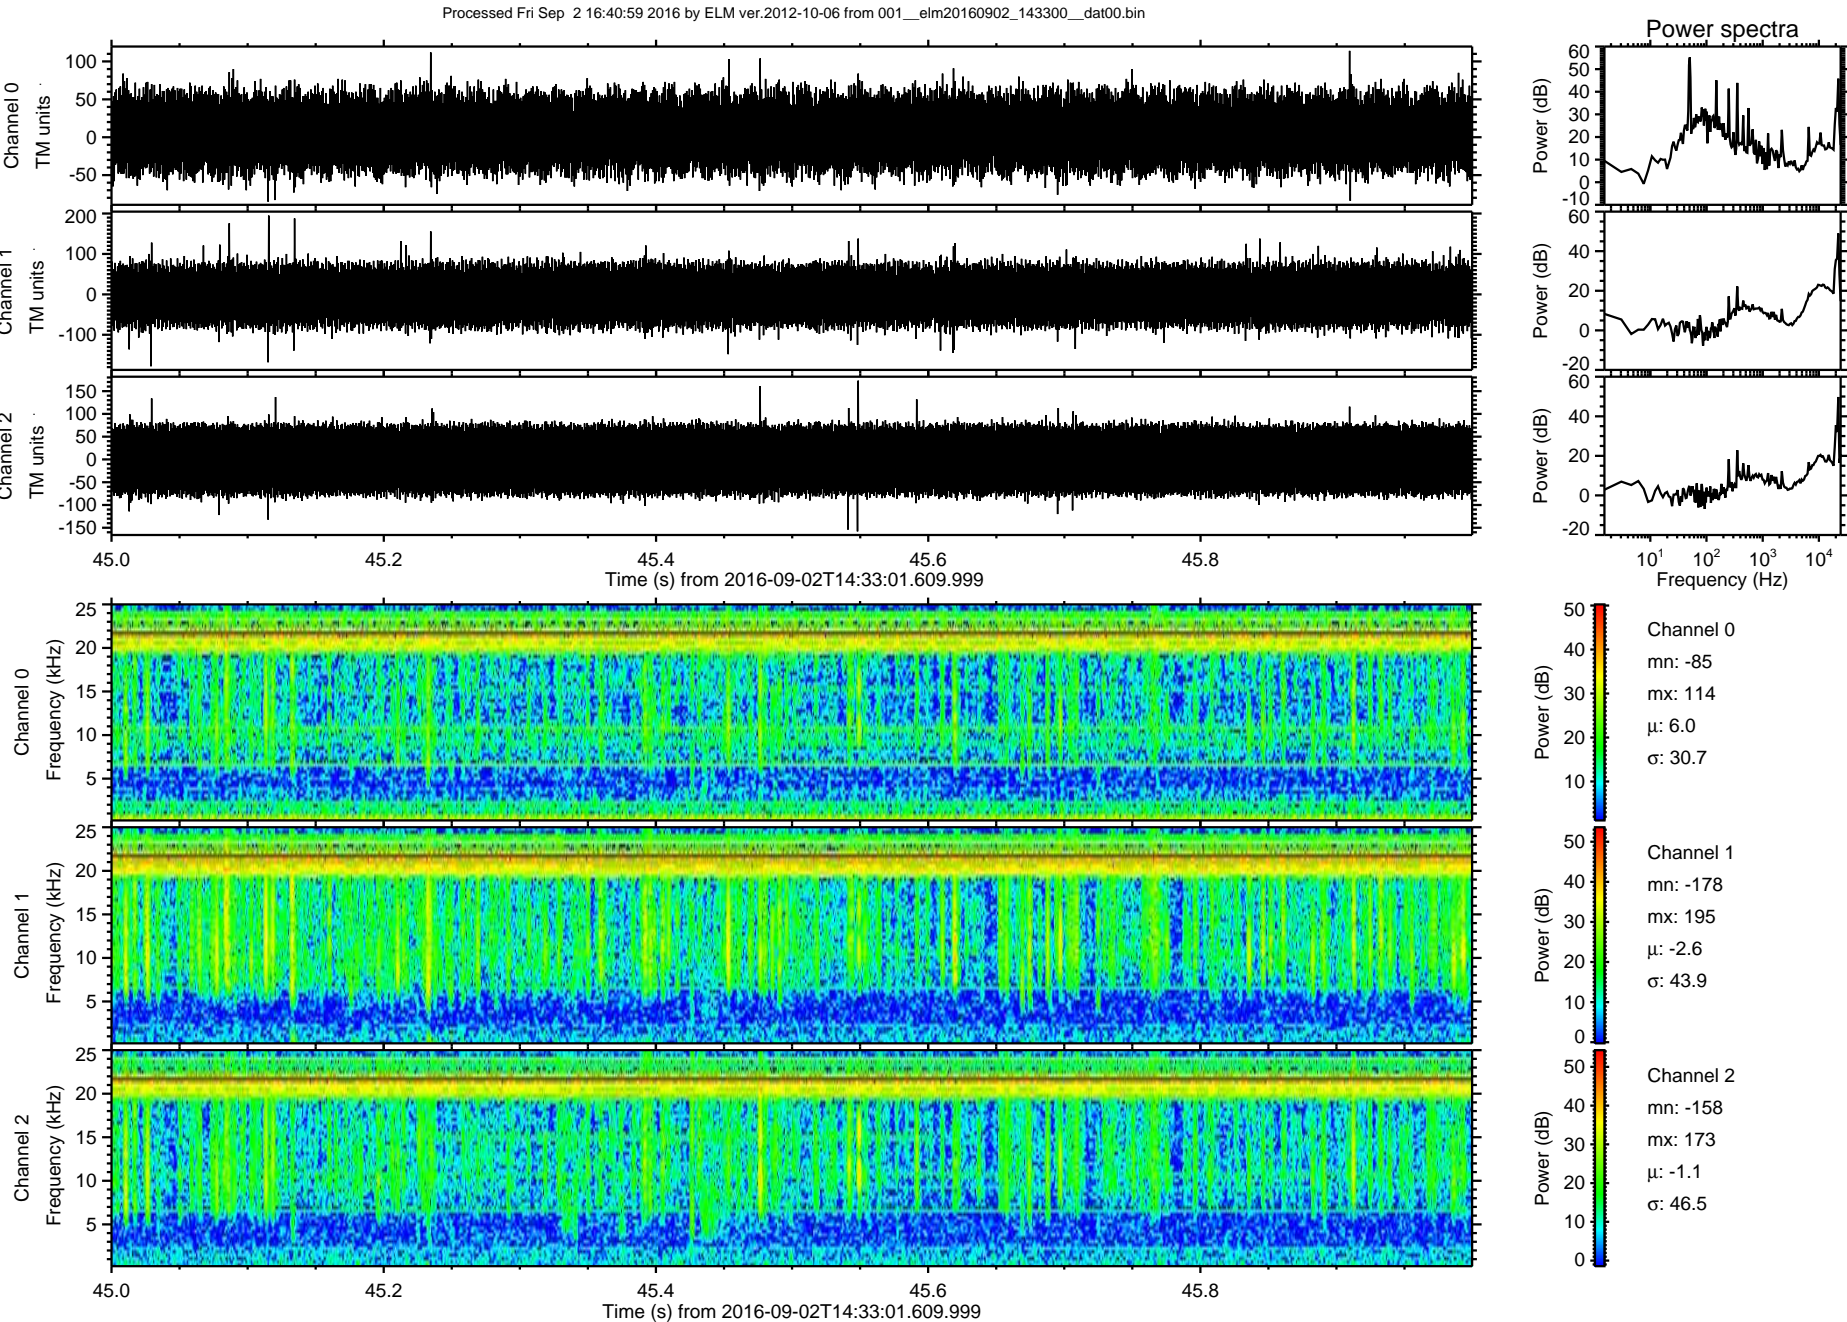 Processed Fri Sep  2 16:40:59 2016 by ELM ver.2012-10-06 from 001__elm20160902_143300__dat00.bin
Power spectra
Channel 0
TM units
100
50
0
-50
Power (dB)
60
50
40
30
20
10
0
-10
Channel 1
TM units
200
100
0
-100
Power (dB)
60
40
20
0
-20
Channel 2
TM units
150
100
50
0
-50
-100
-150
Power (dB)
60
40
20
0
-20
45.0 45.2 45.4 45.6 45.8
Time (s) from 2016-09-02T14:33:01.609.999
10^1 10^2 10^3 10^4
Frequency (Hz)
Channel 0
Frequency (kHz)
25
20
15
10
5
Power (dB)
50
40
30
20
10
Channel 0
mn: -85
mx: 114
μ: 6.0
σ: 30.7
Channel 1
Frequency (kHz)
25
20
15
10
5
Power (dB)
50
40
30
20
10
0
Channel 1
mn: -178
mx: 195
μ: -2.6
σ: 43.9
Channel 2
Frequency (kHz)
25
20
15
10
5
Power (dB)
50
40
30
20
10
0
Channel 2
mn: -158
mx: 173
μ: -1.1
σ: 46.5
45.0 45.2 45.4 45.6 45.8
Time (s) from 2016-09-02T14:33:01.609.999